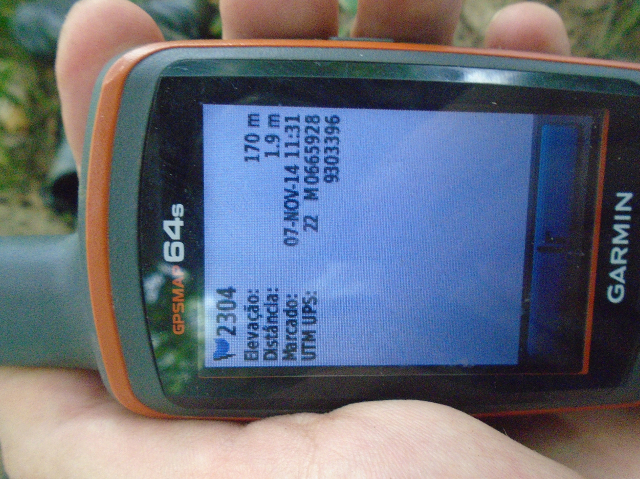 GPSMAP 64s
2304
Elevação: 170 m
Distância: 1.9 m
Marcado: 07-NOV-14 11:31
UTM UPS: 22 M 0665928
9303396
GARMIN